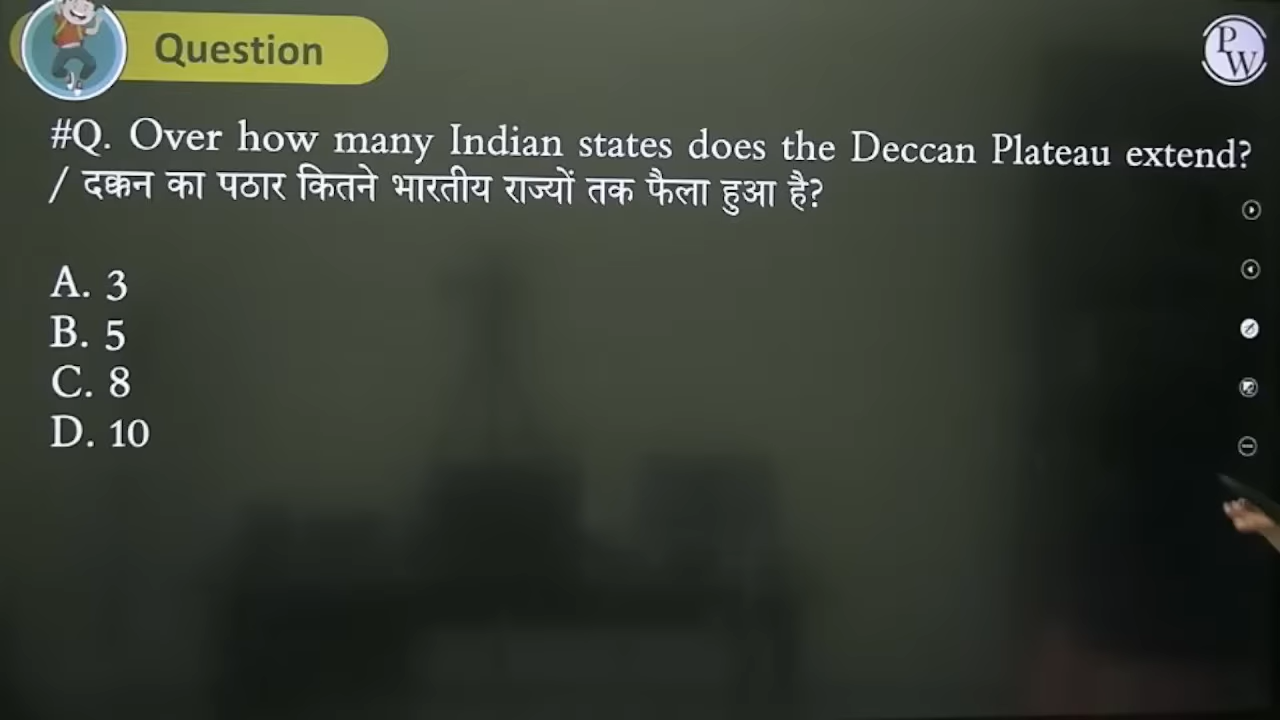 Question
PW
#Q. Over how many Indian states does the Deccan Plateau extend?
/ दक्कन का पठार कितने भारतीय राज्यों तक फैला हुआ है?
A. 3
B. 5
C. 8
D. 10